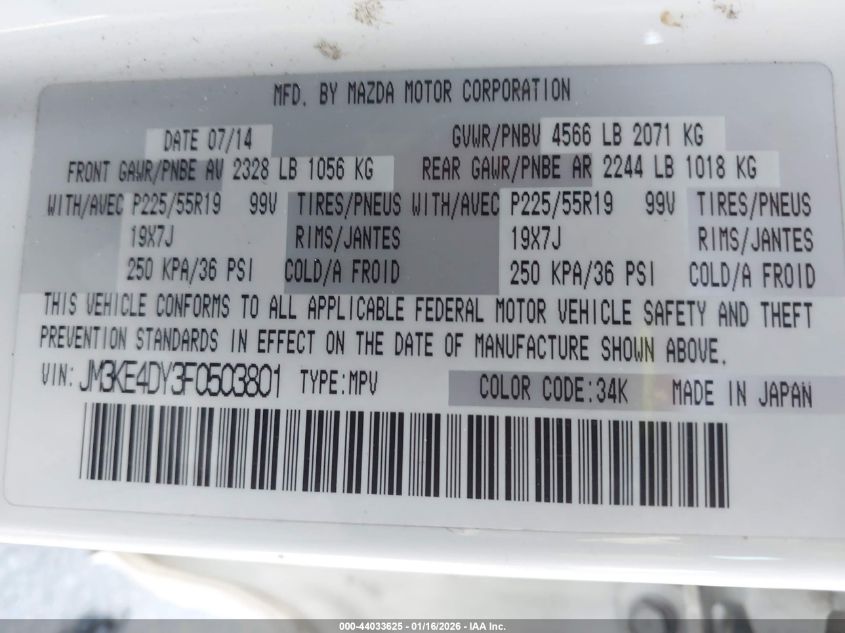 MFD. BY MAZDA MOTOR CORPORATION
DATE 07/14 GVWR/PNBV 4566 LB 2071 KG
FRONT GAWR/PNBE AV 2328 LB 1056 KG REAR GAWR/PNBE AR 2244 LB 1018 KG
WITH/AVEC P225/55R19 99V TIRES/PNEUS WITH/AVEC P225/55R19 99V TIRES/PNEUS
19X7J RIMS/JANTES 19X7J RIMS/JANTES
250 KPA/36 PSI COLD/A FROID 250 KPA/36 PSI COLD/A FROID
THIS VEHICLE CONFORMS TO ALL APPLICABLE FEDERAL MOTOR VEHICLE SAFETY AND THEFT
PREVENTION STANDARDS IN EFFECT ON THE DATE OF MANUFACTURE SHOWN ABOVE.
VIN: JM3KE4DY3F0503801 TYPE:MPV COLOR CODE:34K MADE IN JAPAN
000-44033625 - 01/16/2026 - IAA Inc.